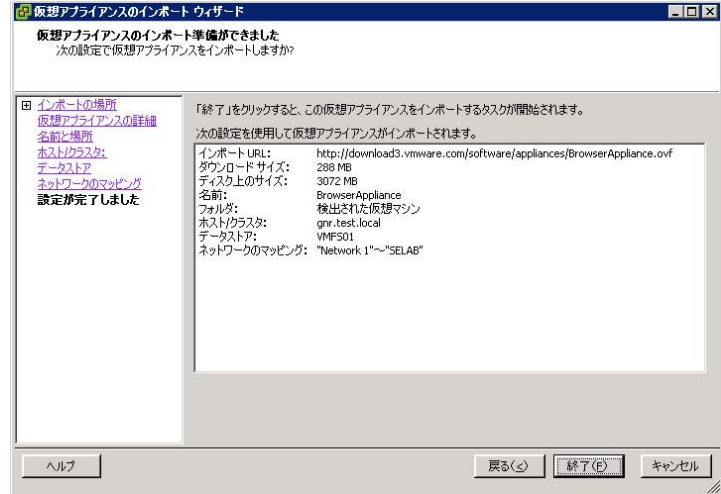 仮想アプライアンスのインポート ウィザード
仮想アプライアンスのインポート準備ができました
次の設定で仮想アプライアンスをインポートしますか?
インポートの場所
仮想アプライアンスの詳細
名前と場所
ホスト/クラスタ:
データストア
ネットワークのマッピング
設定が完了しました
「終了」をクリックすると、この仮想アプライアンスをインポートするタスクが開始されます。
次の設定を使用して仮想アプライアンスがインポートされます。
インポート URL: http://download3.vmware.com/software/appliances/BrowserAppliance.ovf
ダウンロード サイズ: 288 MB
ディスク上のサイズ: 3072 MB
名前: BrowserAppliance
フォルダ: 検出された仮想マシン
ホスト/クラスタ: gnr.test.local
データストア: VMFS01
ネットワークのマッピング: "Network 1"～"SELAB"
ヘルプ 戻る(<) 終了(F) キャンセル